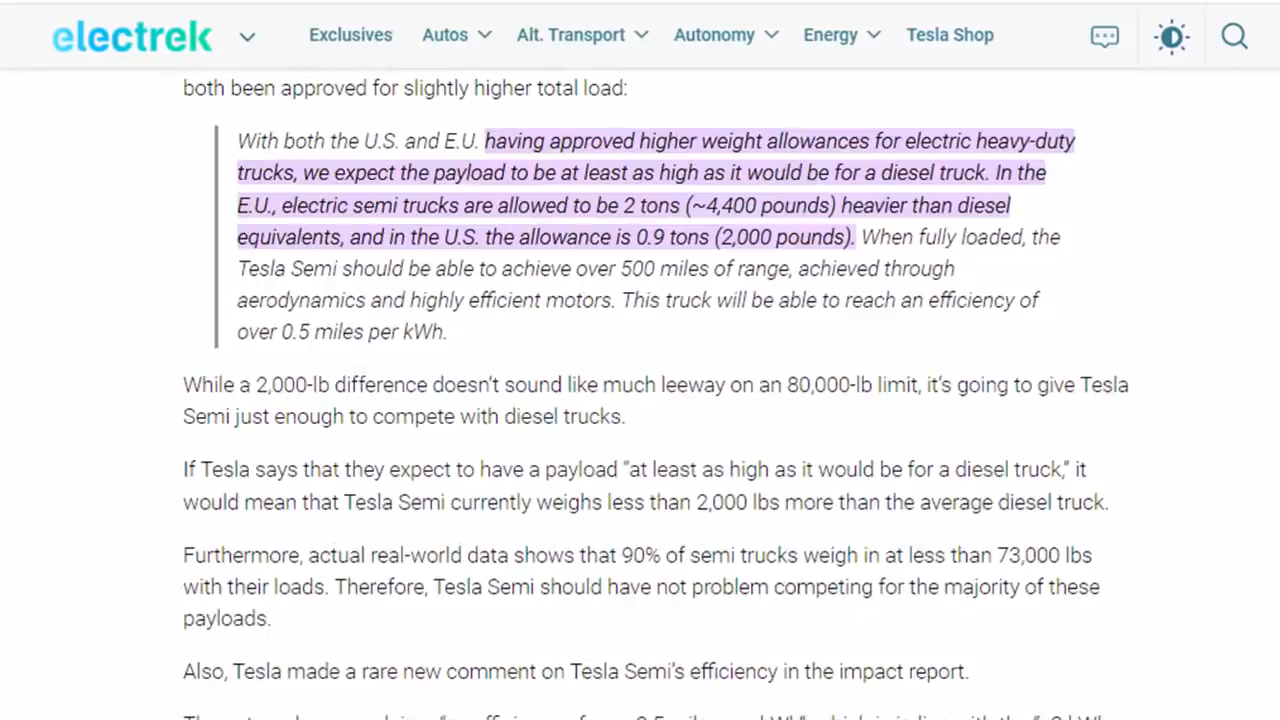 electrek Exclusives Autos Alt. Transport Autonomy Energy Tesla Shop
both been approved for slightly higher total load:
With both the U.S. and E.U. having approved higher weight allowances for electric heavy-duty
trucks, we expect the payload to be at least as high as it would be for a diesel truck. In the
E.U., electric semi trucks are allowed to be 2 tons (~4,400 pounds) heavier than diesel
equivalents, and in the U.S. the allowance is 0.9 tons (2,000 pounds). When fully loaded, the
Tesla Semi should be able to achieve over 500 miles of range, achieved through
aerodynamics and highly efficient motors. This truck will be able to reach an efficiency of
over 0.5 miles per kWh.
While a 2,000-lb difference doesn’t sound like much leeway on an 80,000-lb limit, it’s going to give Tesla
Semi just enough to compete with diesel trucks.
If Tesla says that they expect to have a payload “at least as high as it would be for a diesel truck,” it
would mean that Tesla Semi currently weighs less than 2,000 lbs more than the average diesel truck.
Furthermore, actual real-world data shows that 90% of semi trucks weigh in at less than 73,000 lbs
with their loads. Therefore, Tesla Semi should have not problem competing for the majority of these
payloads.
Also, Tesla made a rare new comment on Tesla Semi’s efficiency in the impact report.